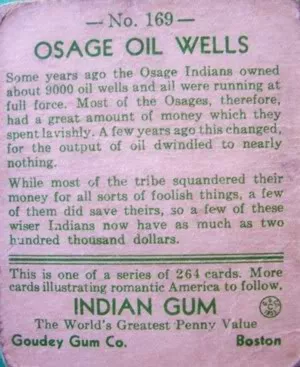 — No. 169 —
OSAGE OIL WELLS
Some years ago the Osage Indians owned
about 9000 oil wells and all were running at
full force. Most of the Osages, therefore,
had a great amount of money which they
spent lavishly. A few years ago this changed,
for the output of oil dwindled to nearly
nothing.
While most of the tribe squandered their
money for all sorts of foolish things, a few
of them did save theirs, so a few of these
wiser Indians now have as much as two
hundred thousand dollars.
This is one of a series of 264 cards. More
cards illustrating romantic America to follow.
INDIAN GUM
The World's Greatest Penny Value
Goudey Gum Co. Boston